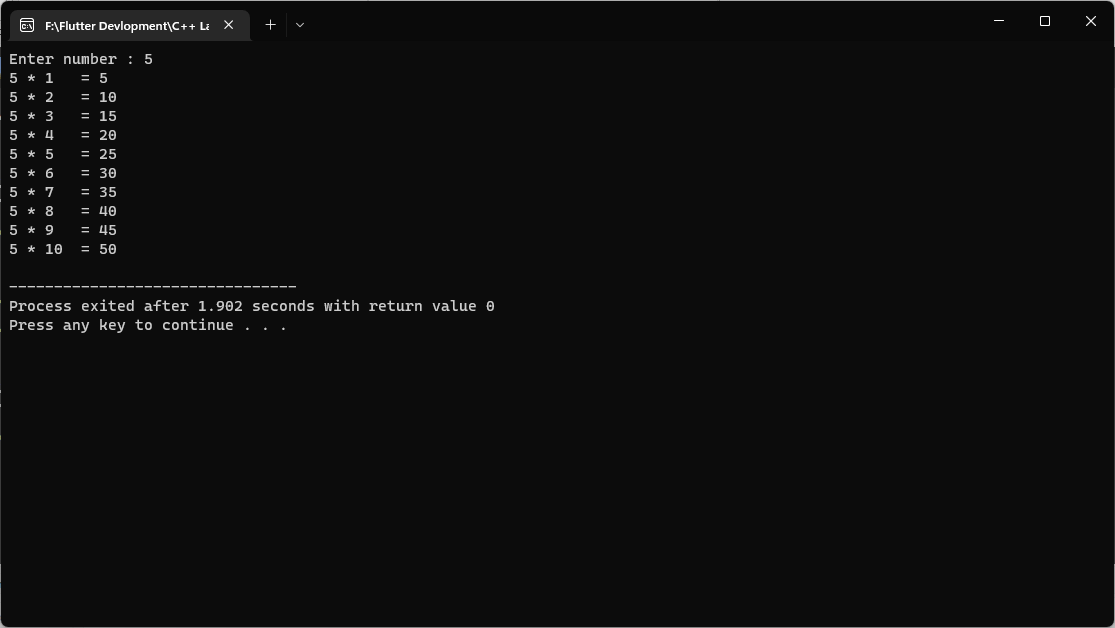 F:\Flutter Devlopment\C++ La
Enter number : 5
5 * 1   = 5
5 * 2   = 10
5 * 3   = 15
5 * 4   = 20
5 * 5   = 25
5 * 6   = 30
5 * 7   = 35
5 * 8   = 40
5 * 9   = 45
5 * 10  = 50
--------------------------------
Process exited after 1.902 seconds with return value 0
Press any key to continue . . .